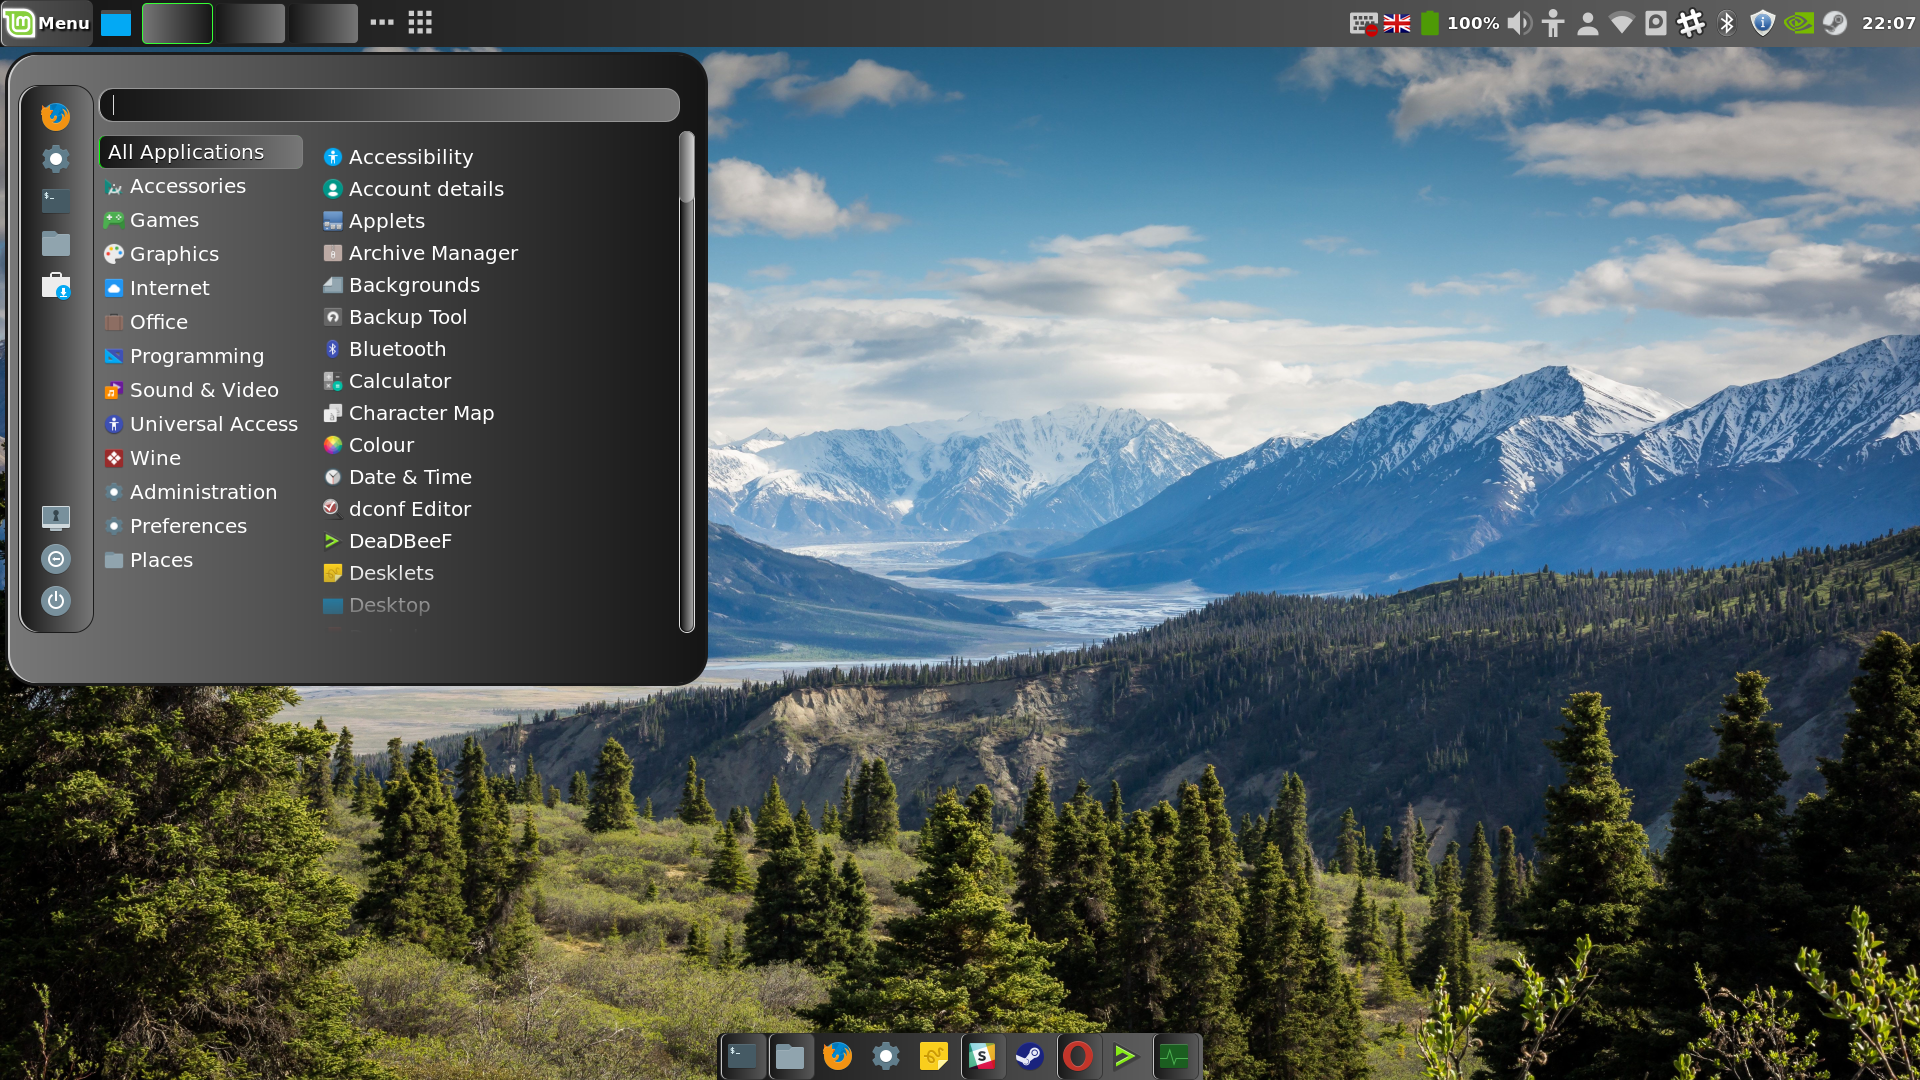 Menu
100%
22:07
All Applications
Accessories
Games
Graphics
Internet
Office
Programming
Sound & Video
Universal Access
Wine
Administration
Preferences
Places
Accessibility
Account details
Applets
Archive Manager
Backgrounds
Backup Tool
Bluetooth
Calculator
Character Map
Colour
Date & Time
dconf Editor
DeaDBeeF
Desklets
Desktop